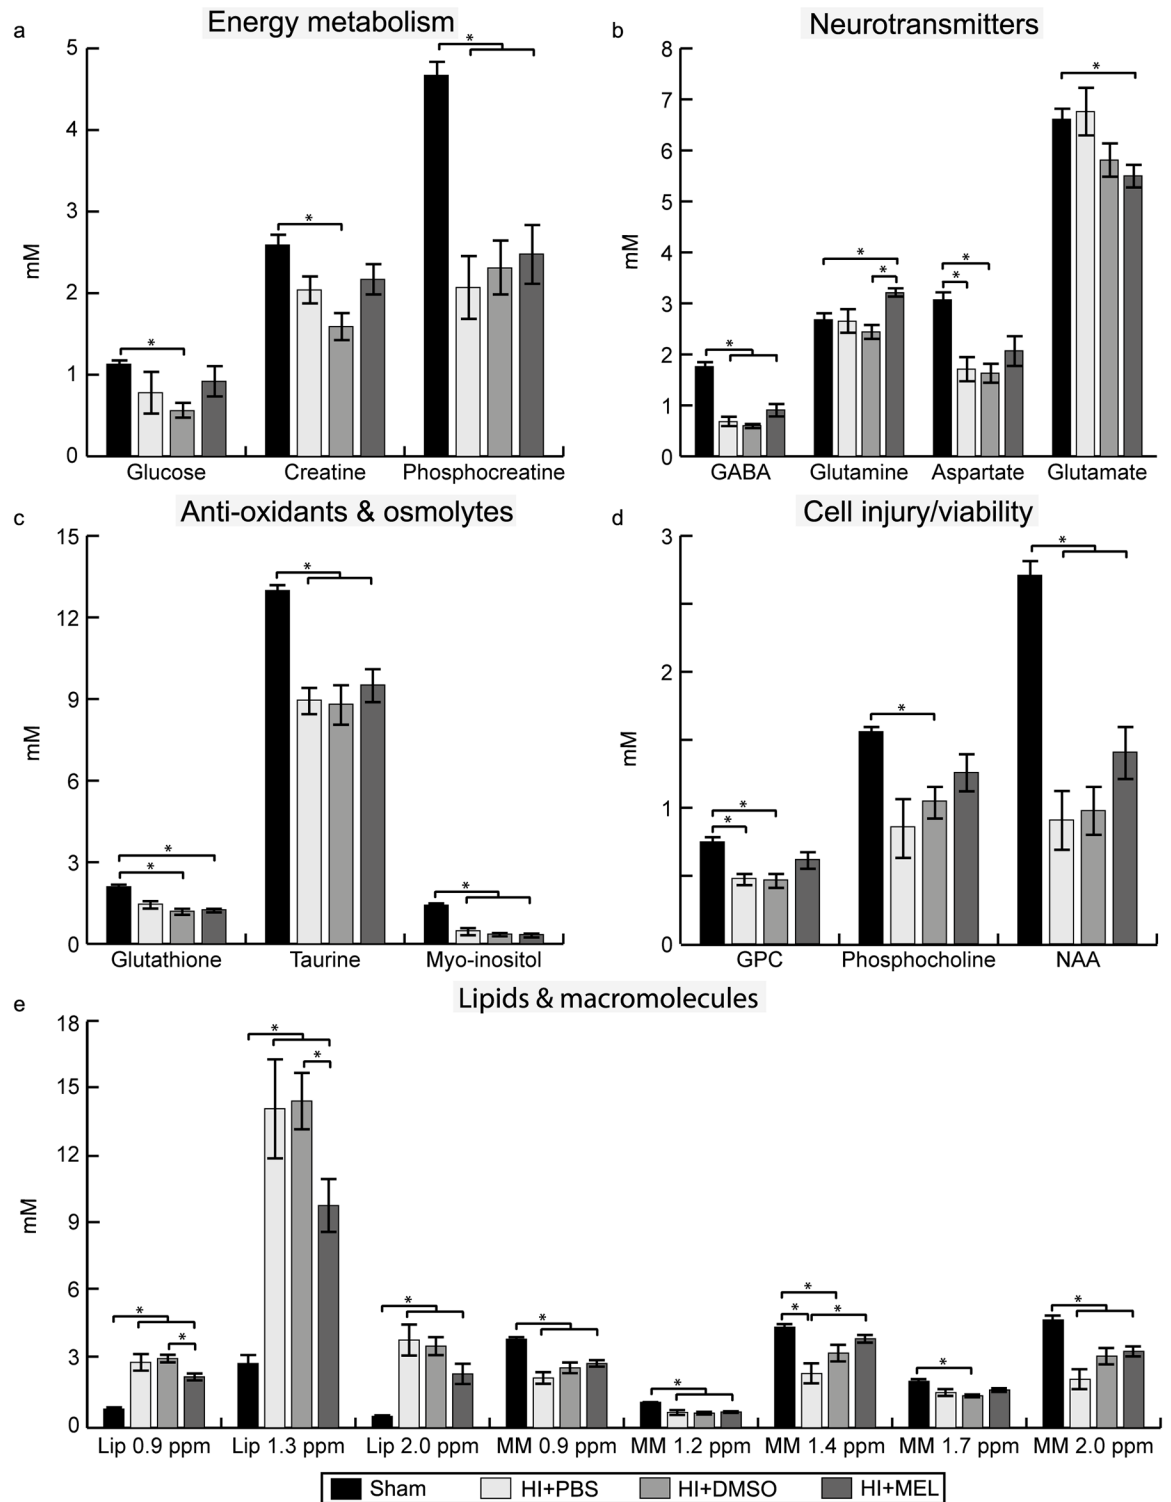 a
Energy metabolism
5
4
3
2
1
0
mM
*
*
*
Glucose
Creatine
Phosphocreatine
b
Neurotransmitters
8
7
6
5
4
3
2
1
0
mM
*
*
*
*
*
*
GABA
Glutamine
Aspartate
Glutamate
c
Anti-oxidants & osmolytes
15
12
9
6
3
0
mM
*
*
*
*
Glutathione
Taurine
Myo-inositol
d
Cell injury/viability
3
2
1
0
mM
*
*
*
*
GPC
Phosphocholine
NAA
e
Lipids & macromolecules
18
15
12
9
6
3
0
mM
*
*
*
*
*
*
*
*
*
*
*
*
Lip 0.9 ppm
Lip 1.3 ppm
Lip 2.0 ppm
MM 0.9 ppm
MM 1.2 ppm
MM 1.4 ppm
MM 1.7 ppm
MM 2.0 ppm
Sham
HI+PBS
HI+DMSO
HI+MEL